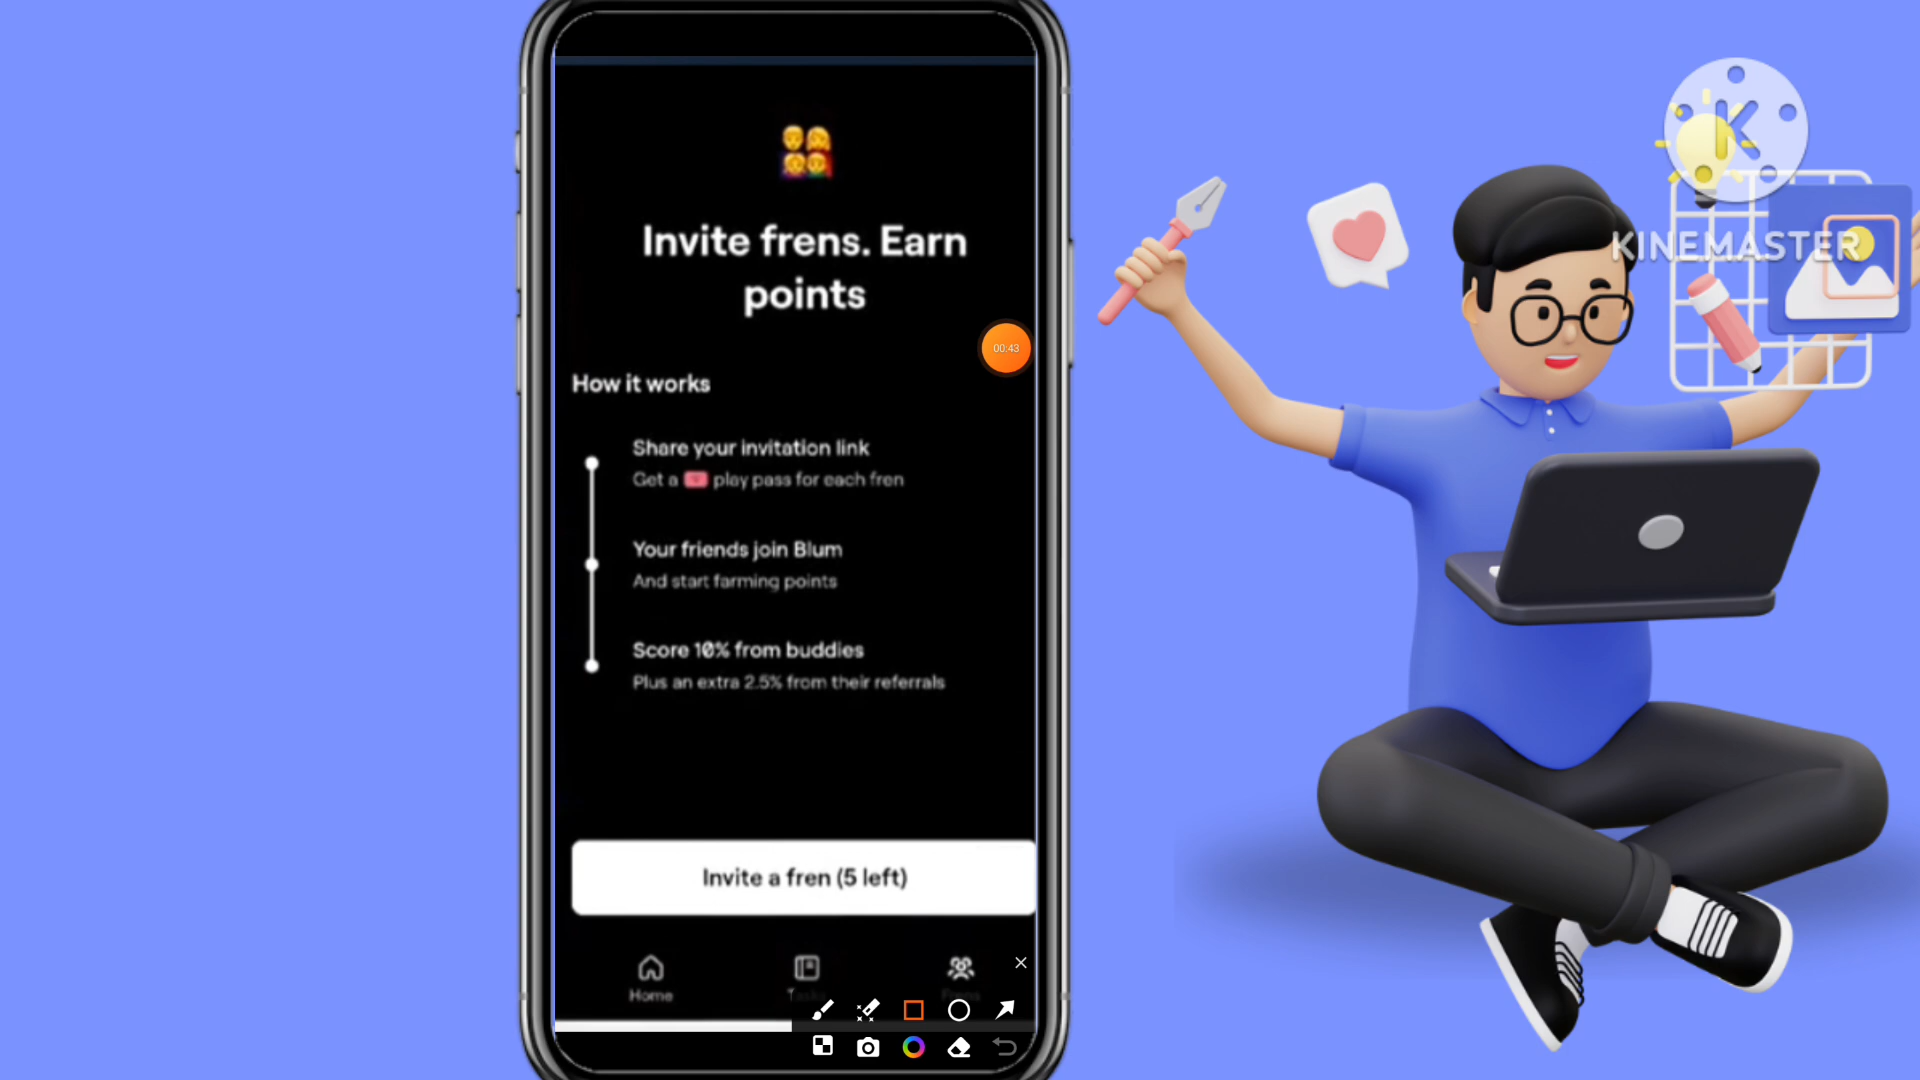 Invite frens. Earn
points
00:43
How it works
Share your invitation link
Get a play pass for each fren
Your friends join Blum
And start farming points
Score 10% from buddies
Plus an extra 2.5% from their referrals
Invite a fren (5 left)
Home
K
KINEMASTER